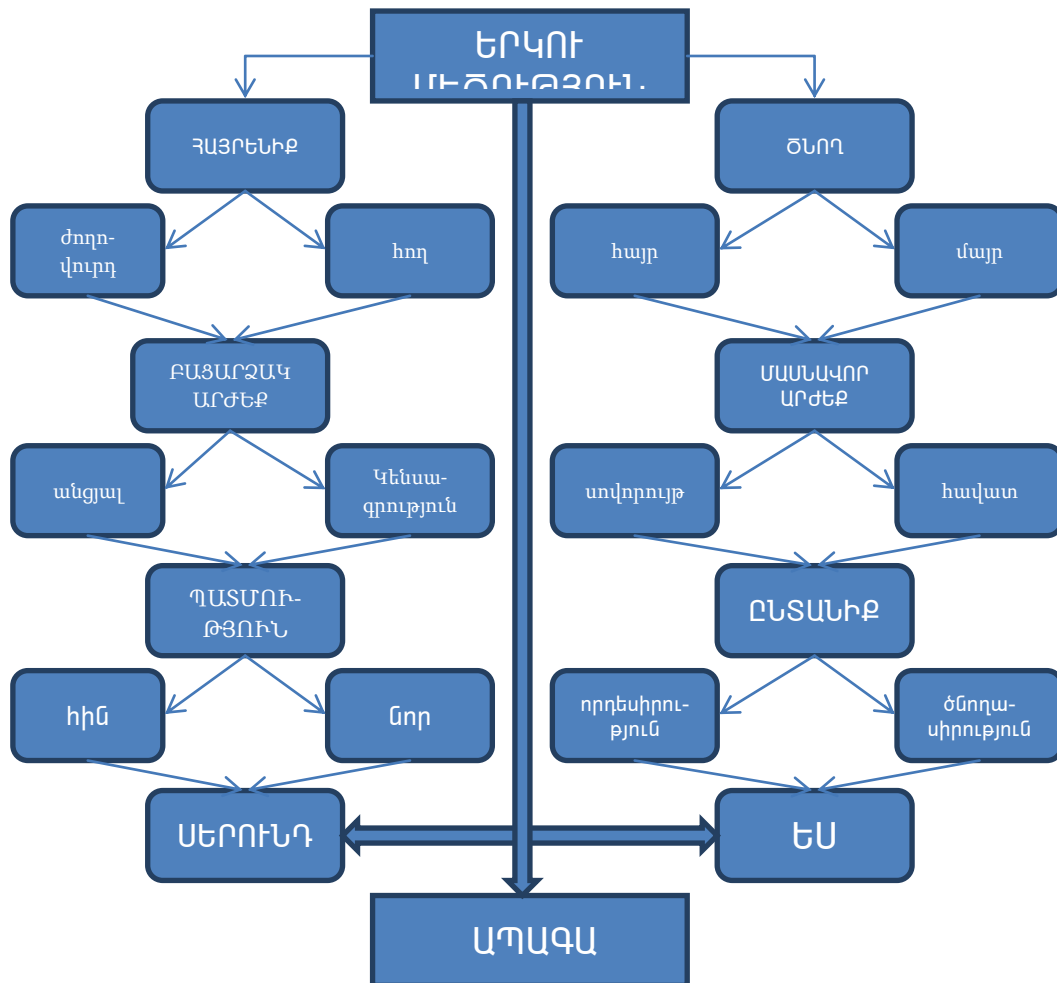 ԵՐԿՈՒ
ՄԵԾՈՒԹՅՈՒՆ
ՀԱՅՐԵՆԻՔ
ԾՆՈՂ
ժողո-
վուրդ
հող
հայր
մայր
ԲԱՑԱՐՁԱԿ
ԱՐԺԵՔ
ՄԱՍՆԱՎՈՐ
ԱՐԺԵՔ
անցյալ
Կենսա-
գրություն
սովորույթ
հավատ
ՊԱՏՄՈՒ-
ԹՅՈՒՆ
ԸՆՏԱՆԻՔ
հին
նոր
որդեսիրու-
թյուն
ծնողա-
սիրություն
ՍԵՐՈՒՆԴ
ԵՍ
ԱՊԱԳԱ